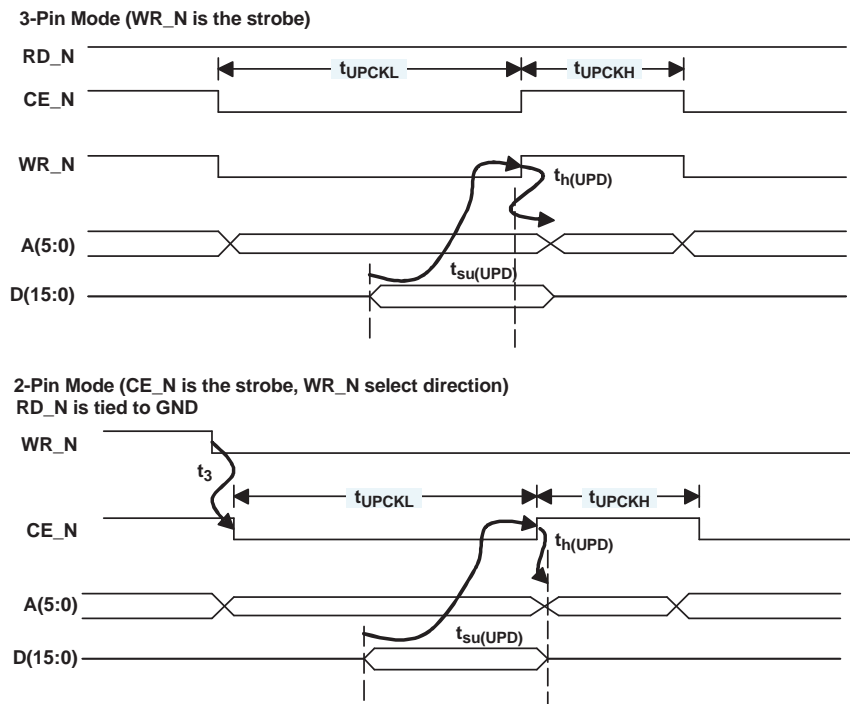 3-Pin Mode (WR_N is the strobe)
RD_N
tUPCKL
tUPCKH
CE_N
WR_N
th(UPD)
A(5:0)
tsu(UPD)
D(15:0)
2-Pin Mode (CE_N is the strobe, WR_N select direction)
RD_N is tied to GND
WR_N
t3
tUPCKL
tUPCKH
CE_N
th(UPD)
A(5:0)
tsu(UPD)
D(15:0)